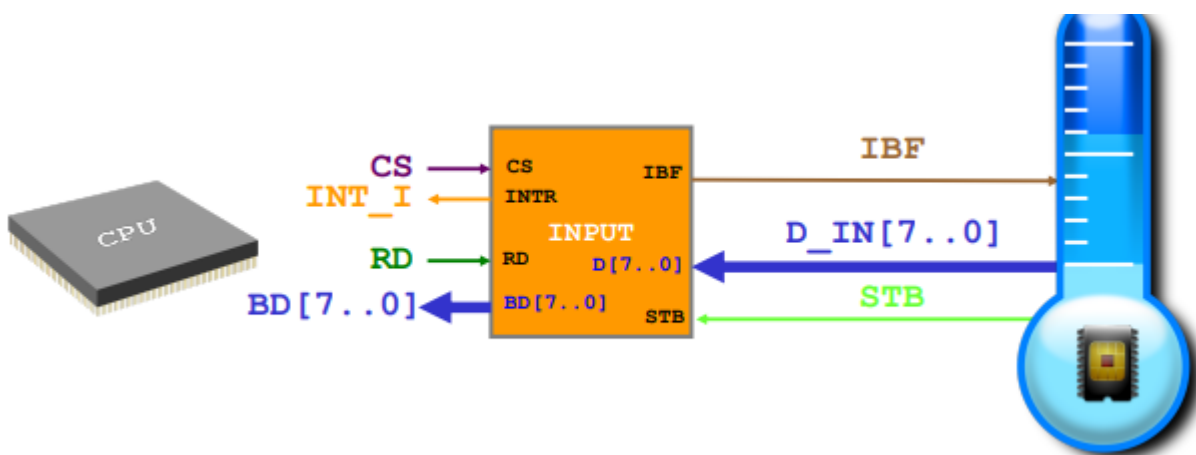 CPU
CS
INT_I
RD
BD[7..0]
CS
INTR
INPUT
RD
BD[7..0]
IBF
D[7..0]
STB
IBF
D_IN[7..0]
STB